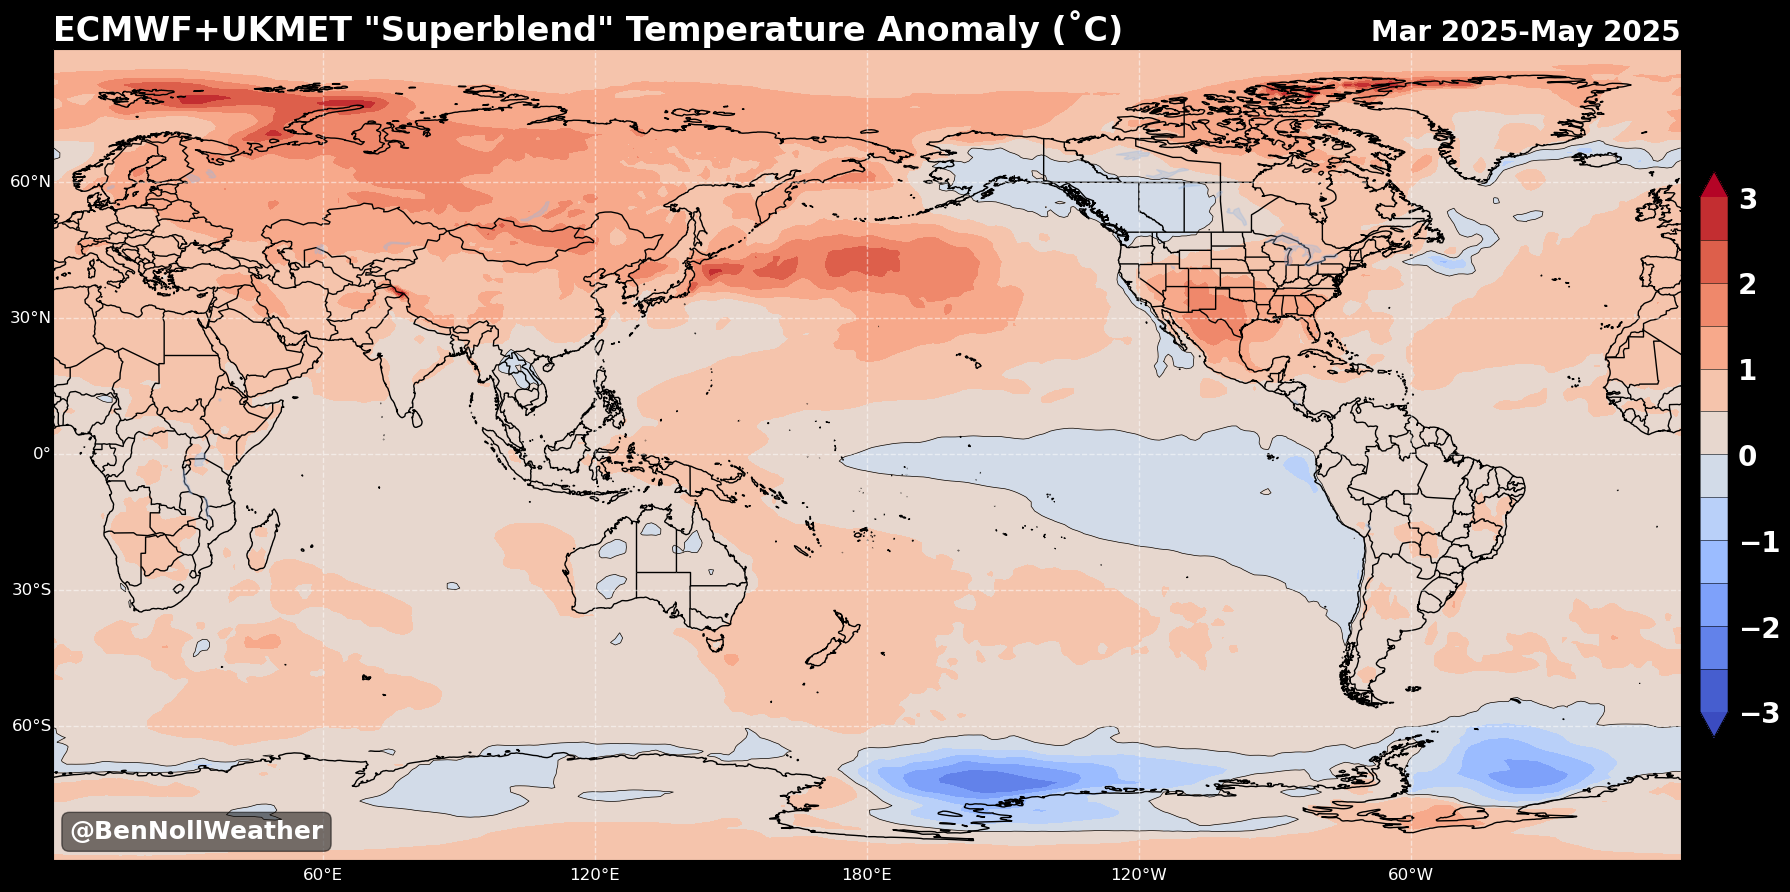 ECMWF+UKMET "Superblend" Temperature Anomaly (˚C)
Mar 2025-May 2025
60°N
30°N
0°
30°S
60°S
60°E
120°E
180°E
120°W
60°W
3
2
1
0
−1
−2
−3
@BenNollWeather